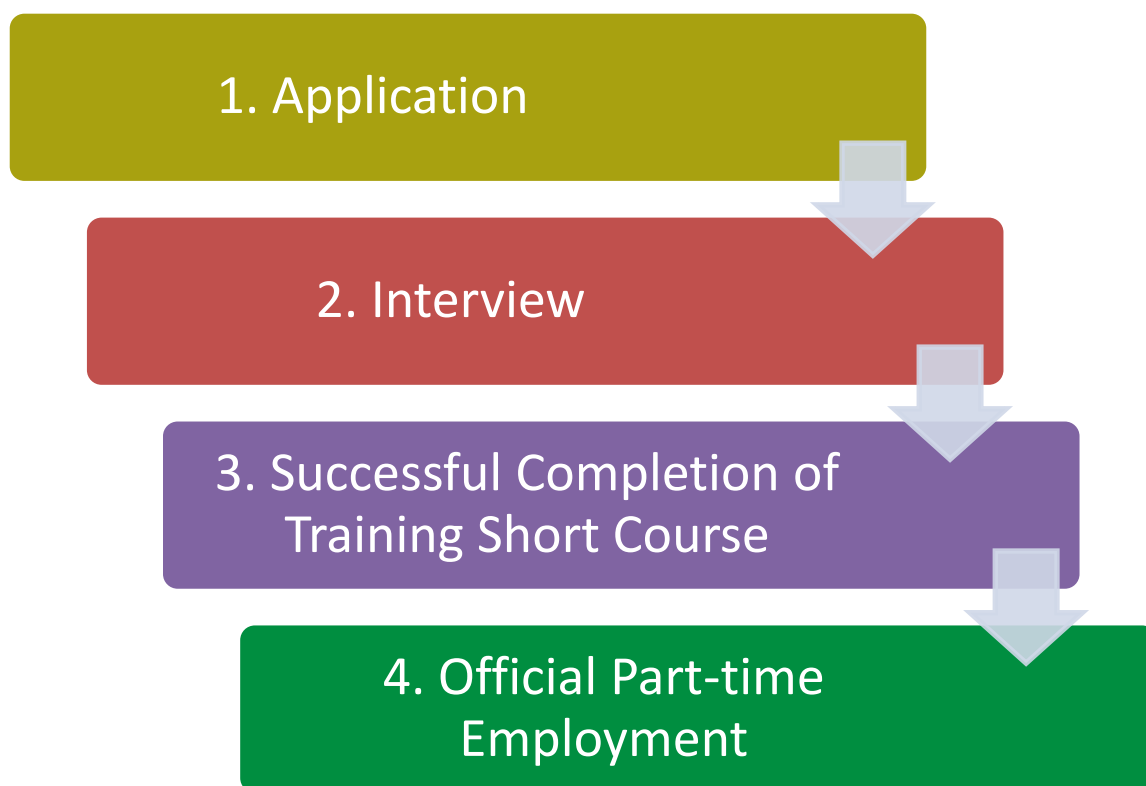 1. Application
2. Interview
3. Successful Completion of
Training Short Course
4. Official Part-time
Employment